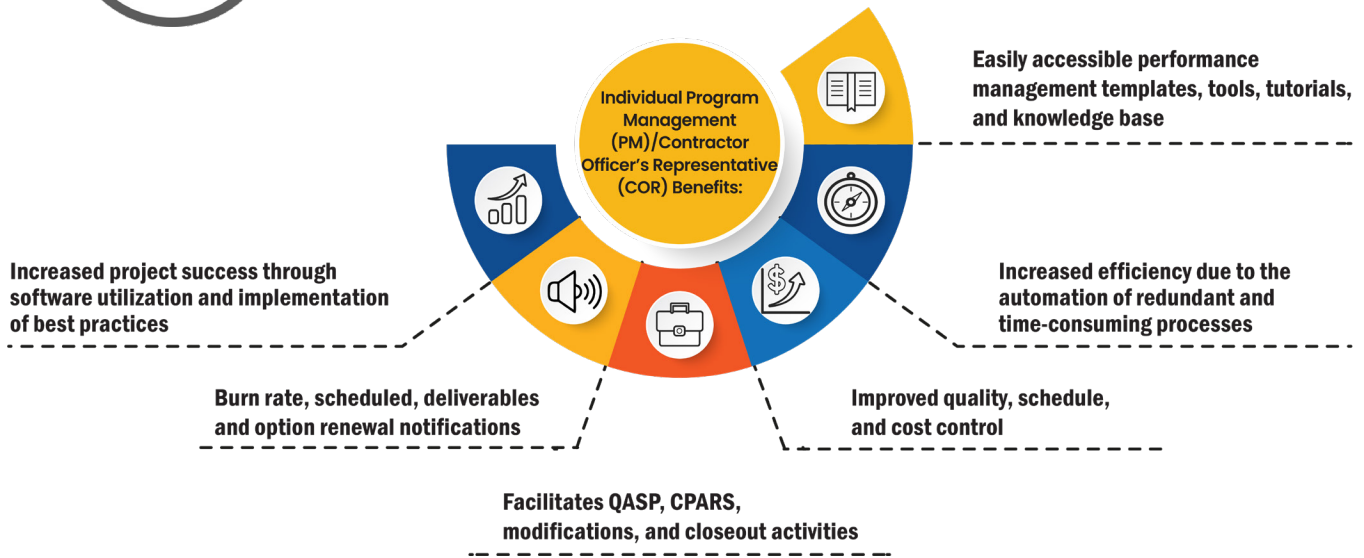 Individual Program
Management
(PM)/Contractor
Officer's Representative
(COR) Benefits:
Easily accessible performance
management templates, tools, tutorials,
and knowledge base
Increased efficiency due to the
automation of redundant and
time-consuming processes
Improved quality, schedule,
and cost control
Facilitates QASP, CPARS,
modifications, and closeout activities
Burn rate, scheduled, deliverables
and option renewal notifications
Increased project success through
software utilization and implementation
of best practices
$